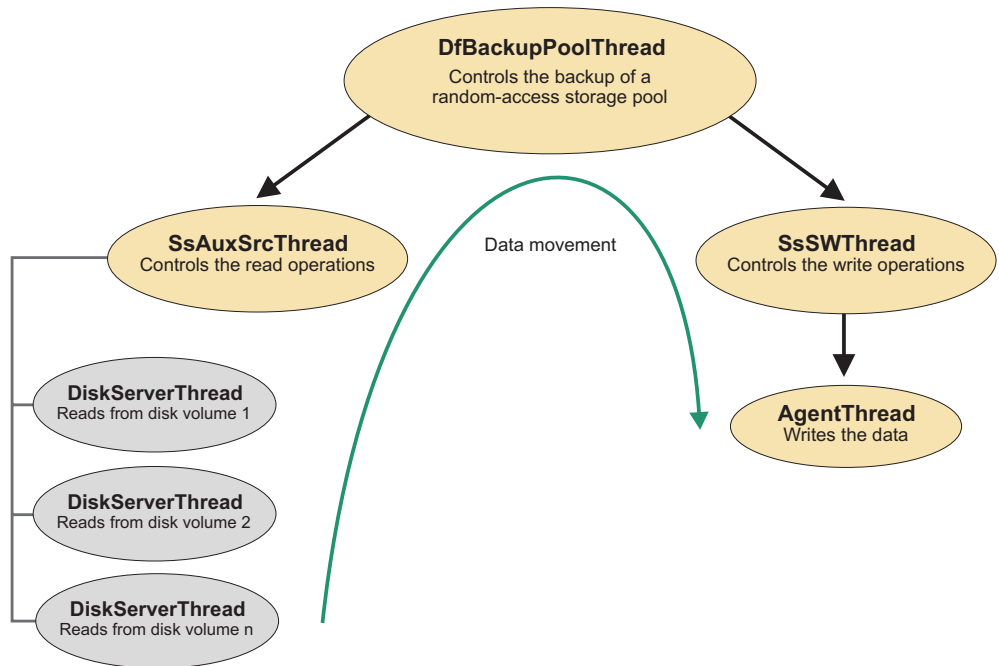 DfBackupPoolThread
Controls the backup of a
random-access storage pool
SsAuxSrcThread
Controls the read operations
Data movement
SsSWThread
Controls the write operations
DiskServerThread
Reads from disk volume 1
AgentThread
Writes the data
DiskServerThread
Reads from disk volume 2
DiskServerThread
Reads from disk volume n